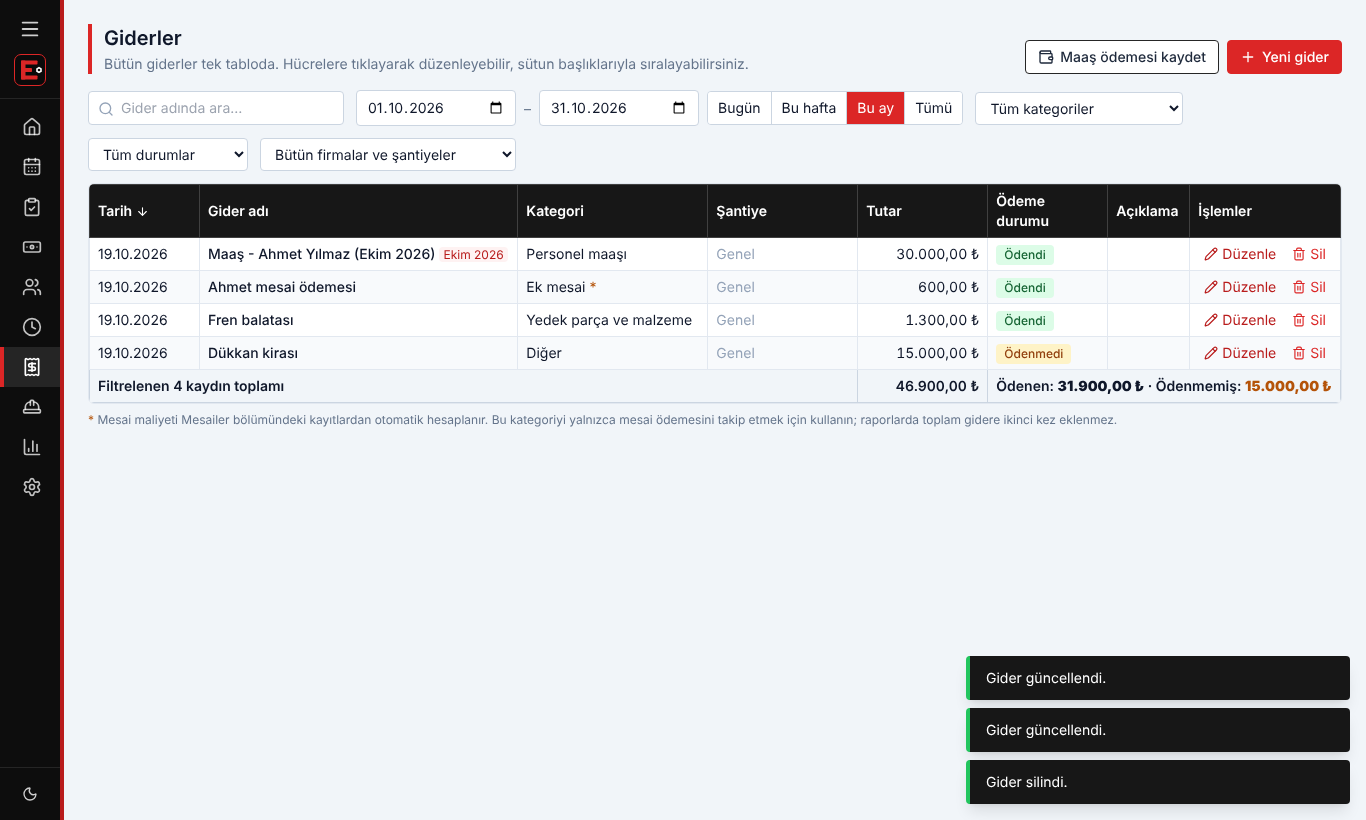 Giderler
Bütün giderler tek tabloda. Hücrelere tıklayarak düzenleyebilir, sütun başlıklarıyla sıralayabilirsiniz.
Maaş ödemesi kaydet
+ Yeni gider
E
Gider adında ara...
01.10.2026
–
31.10.2026
Bugün
Bu hafta
Bu ay
Tümü
Tüm kategoriler
Tüm durumlar
Bütün firmalar ve şantiyeler
Tarih ↓ Gider adı Kategori Şantiye Tutar Ödeme durumu Açıklama İşlemler
19.10.2026 Maaş - Ahmet Yılmaz (Ekim 2026) Ekim 2026 Personel maaşı Genel 30.000,00 ₺ Ödendi Düzenle Sil
19.10.2026 Ahmet mesai ödemesi Ek mesai * Genel 600,00 ₺ Ödendi Düzenle Sil
19.10.2026 Fren balatası Yedek parça ve malzeme Genel 1.300,00 ₺ Ödendi Düzenle Sil
19.10.2026 Dükkan kirası Diğer Genel 15.000,00 ₺ Ödenmedi Düzenle Sil
Filtrelenen 4 kaydın toplamı 46.900,00 ₺ Ödenen: 31.900,00 ₺ · Ödenmemiş: 15.000,00 ₺
* Mesai maliyeti Mesailer bölümündeki kayıtlardan otomatik hesaplanır. Bu kategoriyi yalnızca mesai ödemesini takip etmek için kullanın; raporlarda toplam gidere ikinci kez eklenmez.
Gider güncellendi.
Gider güncellendi.
Gider silindi.